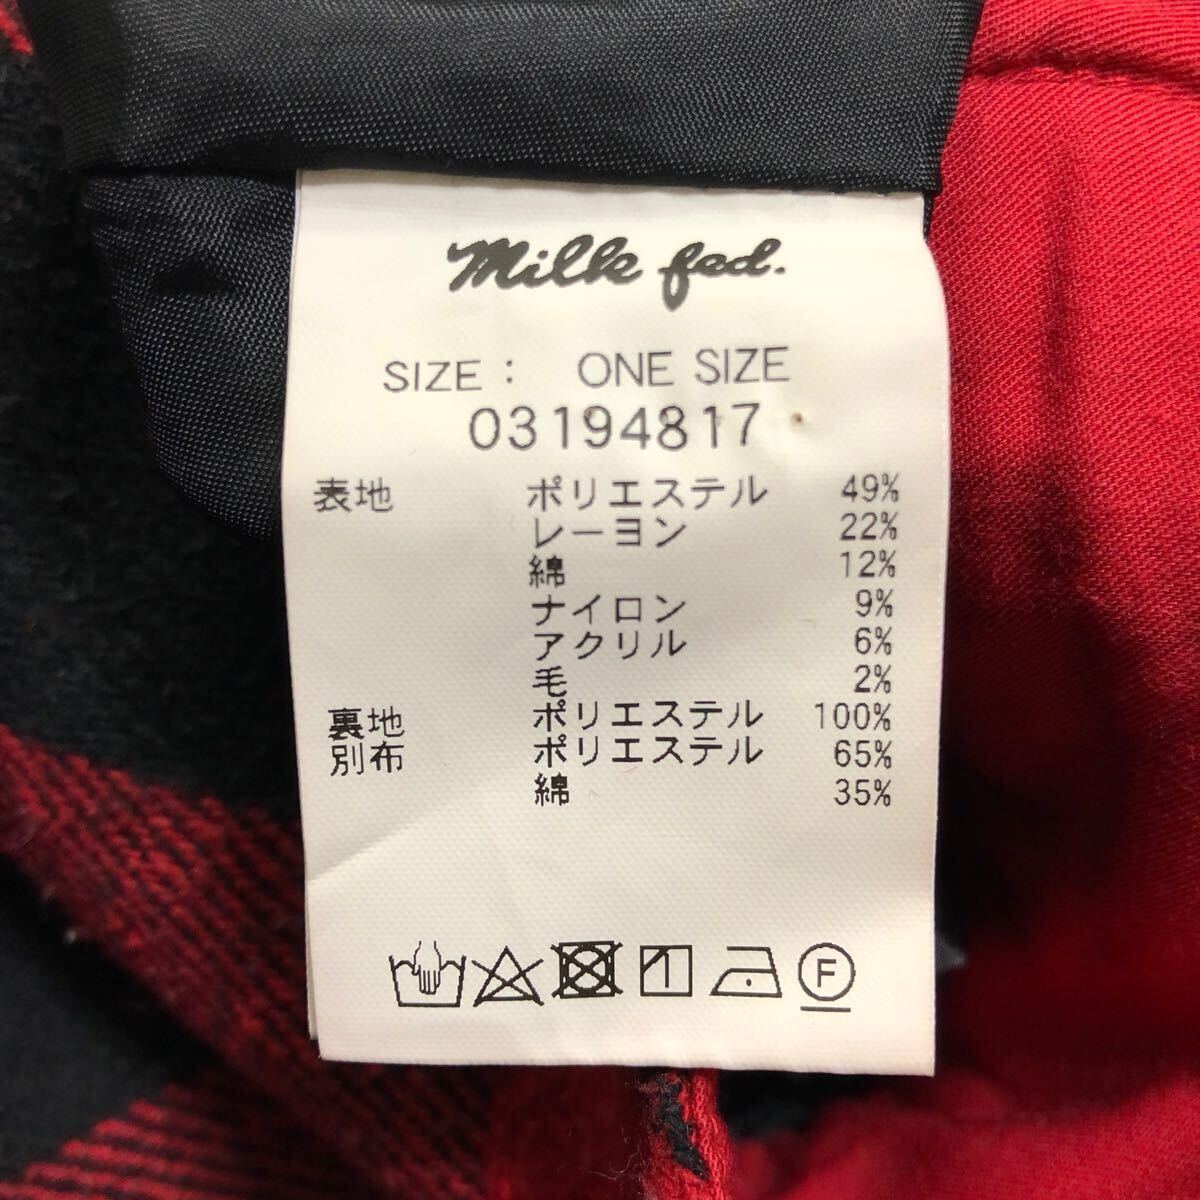 Milk fed.
SIZE : ONE SIZE
03194817
表地 ポリエステル 49%
レーヨン 22%
綿 12%
ナイロン 9%
アクリル 6%
毛 2%
裏地 ポリエステル 100%
別布 ポリエステル 65%
綿 35%
F